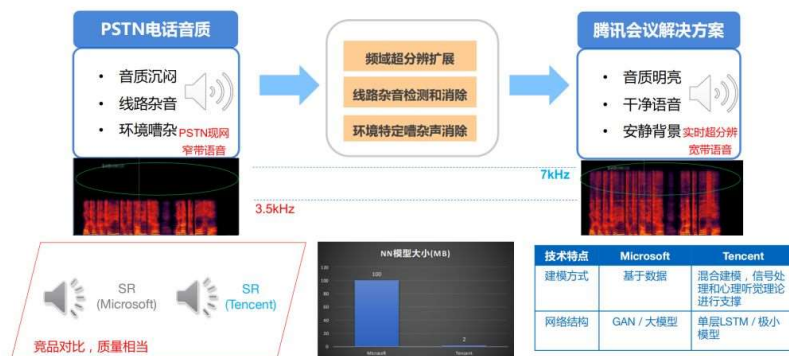 PSTN电话音质
• 音质沉闷
• 线路杂音
• 环境嘈杂
PSTN现网
窄带语音
频域超分辨扩展
线路杂音检测和消除
环境特定嘈杂声消除
腾讯会议解决方案
• 音质明亮
• 干净语音
• 安静背景
实时超分辨
宽带语音
7kHz
3.5kHz
SR
(Microsoft)
SR
(Tencent)
竞品对比，质量相当
NN模型大小(MB)
120
100
80
60
40
20
0
100
2
Microsoft
Tencent
技术特点 Microsoft Tencent
建模方式 基于数据 混合建模，信号处
理和心理听觉理论
进行支撑
网络结构 GAN / 大模型 单层LSTM / 极小
模型